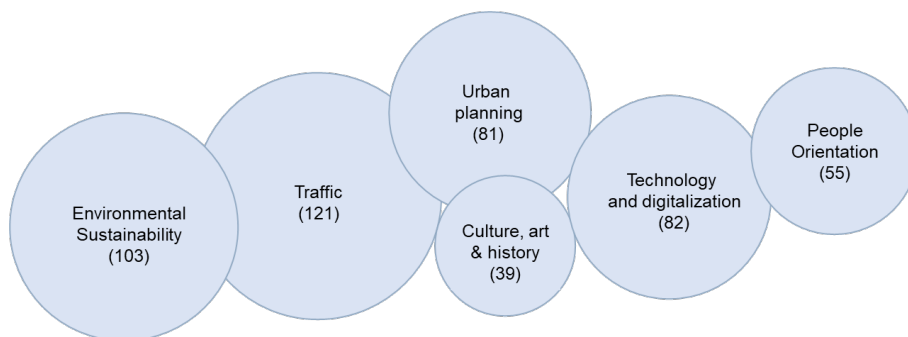 Environmental
Sustainability
(103)
Traffic
(121)
Urban
planning
(81)
Culture, art
& history
(39)
Technology
and digitalization
(82)
People
Orientation
(55)